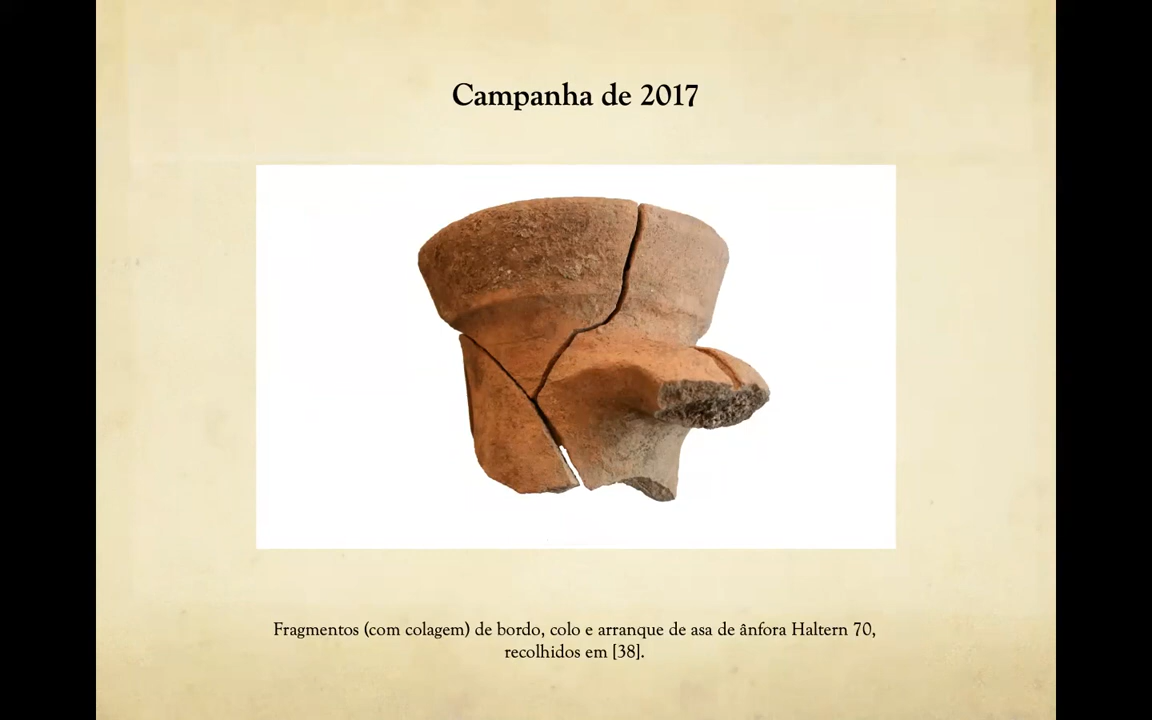 Campanha de 2017
Fragmentos (com colagem) de bordo, colo e arranque de asa de ânfora Haltern 70,
recolhidos em [38].